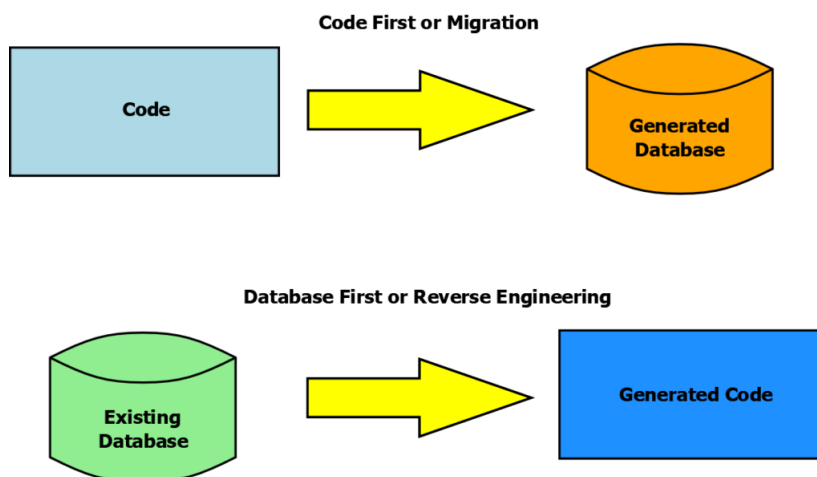 Code First or Migration
Code
Generated
Database
Database First or Reverse Engineering
Existing
Database
Generated Code